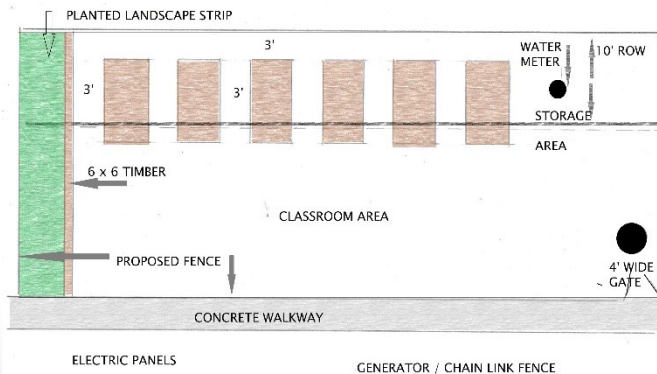 PLANTED LANDSCAPE STRIP
3'
WATER
METER
10' ROW
3'
3'
STORAGE
AREA
6 x 6 TIMBER
CLASSROOM AREA
PROPOSED FENCE
4' WIDE
GATE
CONCRETE WALKWAY
ELECTRIC PANELS
GENERATOR / CHAIN LINK FENCE